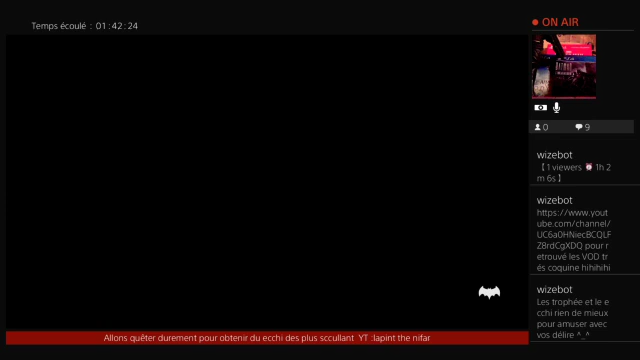 Temps écoulé : 01:42:24
ON AIR
0 9
wizebot
【 1 viewers ⏰ 1h 2
m 6s 】
wizebot
https://www.yout
ube.com/channel/
UC6a0HNiecBCQLF
Z8rdCgXDQ pour r
etrouvé les VOD tr
és coquine hihihihi
wizebot
Les trophée et le e
cchi rien de mieux
pour amuser avec
vos délire ^_^
Allons quêter durement pour obtenir du ecchi des plus sccullant YT :lapint the nifar